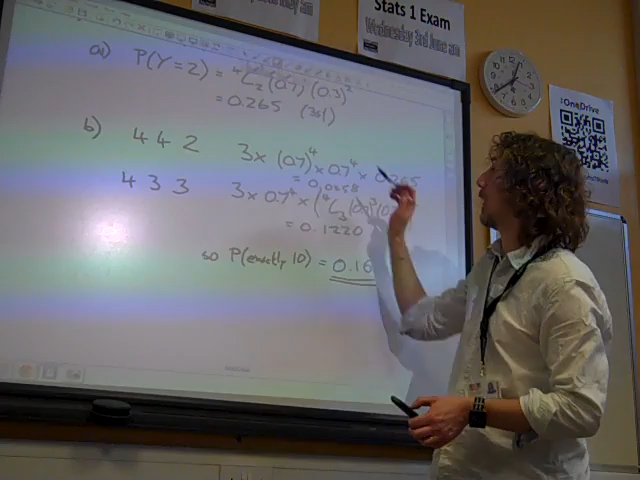 Stats 1 Exam
Wednesday 3rd June am
OneDrive
a) P(Y=2) = ⁴C₂ (0.7)² (0.3)²
= 0.265 (3sf)
b) 4 4 2 3 × (0.7)⁴ × 0.7⁴ × 0.265
= 0.0458
4 3 3 3 × 0.7⁴ × (⁴C₃ (0.7)³ (0
= 0.1220
so P(exactly 10) = 0.16